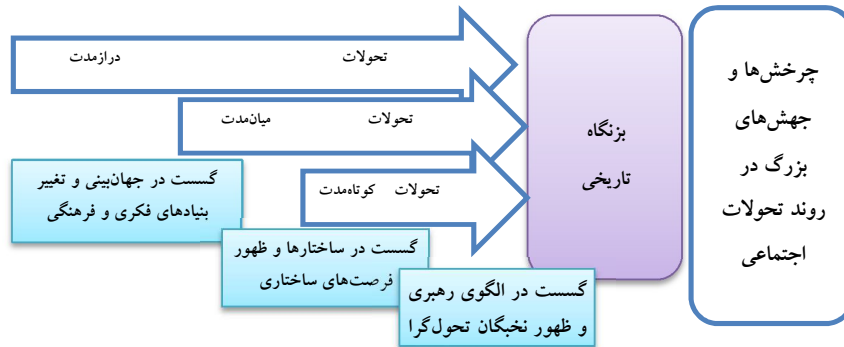 چرخش‌ها و
جهش‌های
بزرگ در
روند تحولات
اجتماعی
بزنگاه
تاریخی
تحولات درازمدت
تحولات میان‌مدت
تحولات کوتاه‌مدت
گسست در جهان‌بینی و تغییر
بنیادهای فکری و فرهنگی
گسست در ساختارها و ظهور
فرصت‌های ساختاری
گسست در الگوی رهبری
و ظهور نخبگان تحول‌گرا